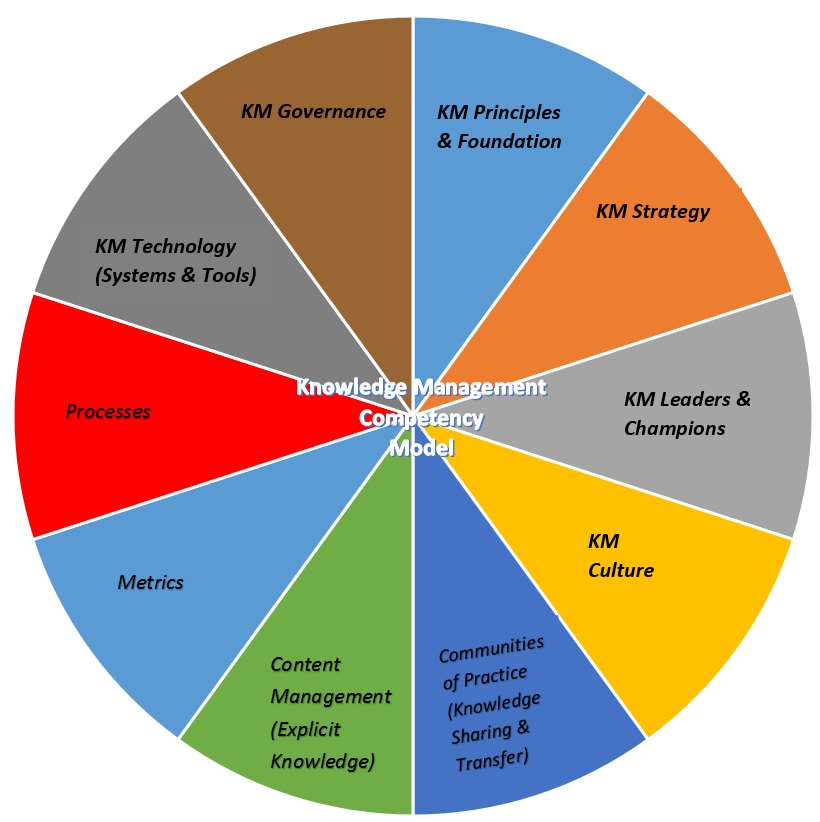 KM Governance
KM Principles
& Foundation
KM Strategy
KM Technology
(Systems & Tools)
Knowledge Management
Competency
Model
KM Leaders &
Champions
Processes
KM
Culture
Metrics
Communities
of Practice
(Knowledge
Sharing &
Transfer)
Content
Management
(Explicit
Knowledge)